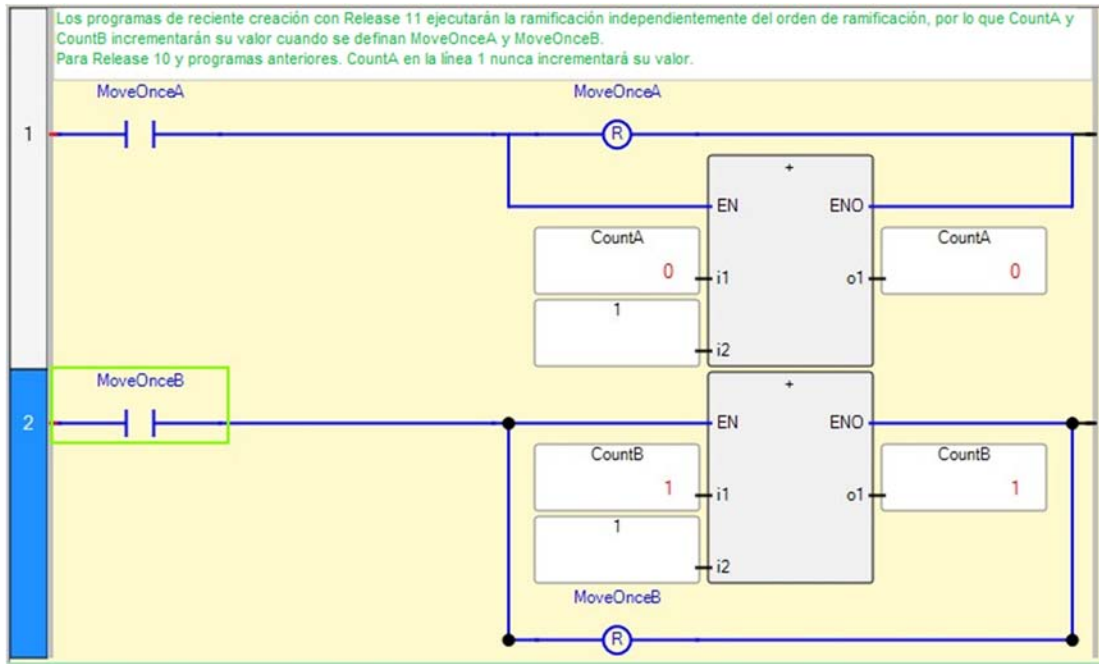 Los programas de reciente creación con Release 11 ejecutarán la ramificación independientemente del orden de ramificación, por lo que CountA y
CountB incrementarán su valor cuando se definan MoveOnceA y MoveOnceB.
Para Release 10 y programas anteriores. CountA en la línea 1 nunca incrementará su valor.
MoveOnceA MoveOnceA
1 R
+
EN ENO
CountA CountA
0 i1 o1 0
1
i2
MoveOnceB +
2 EN ENO
CountB CountB
1 i1 o1 1
1
i2
MoveOnceB
R